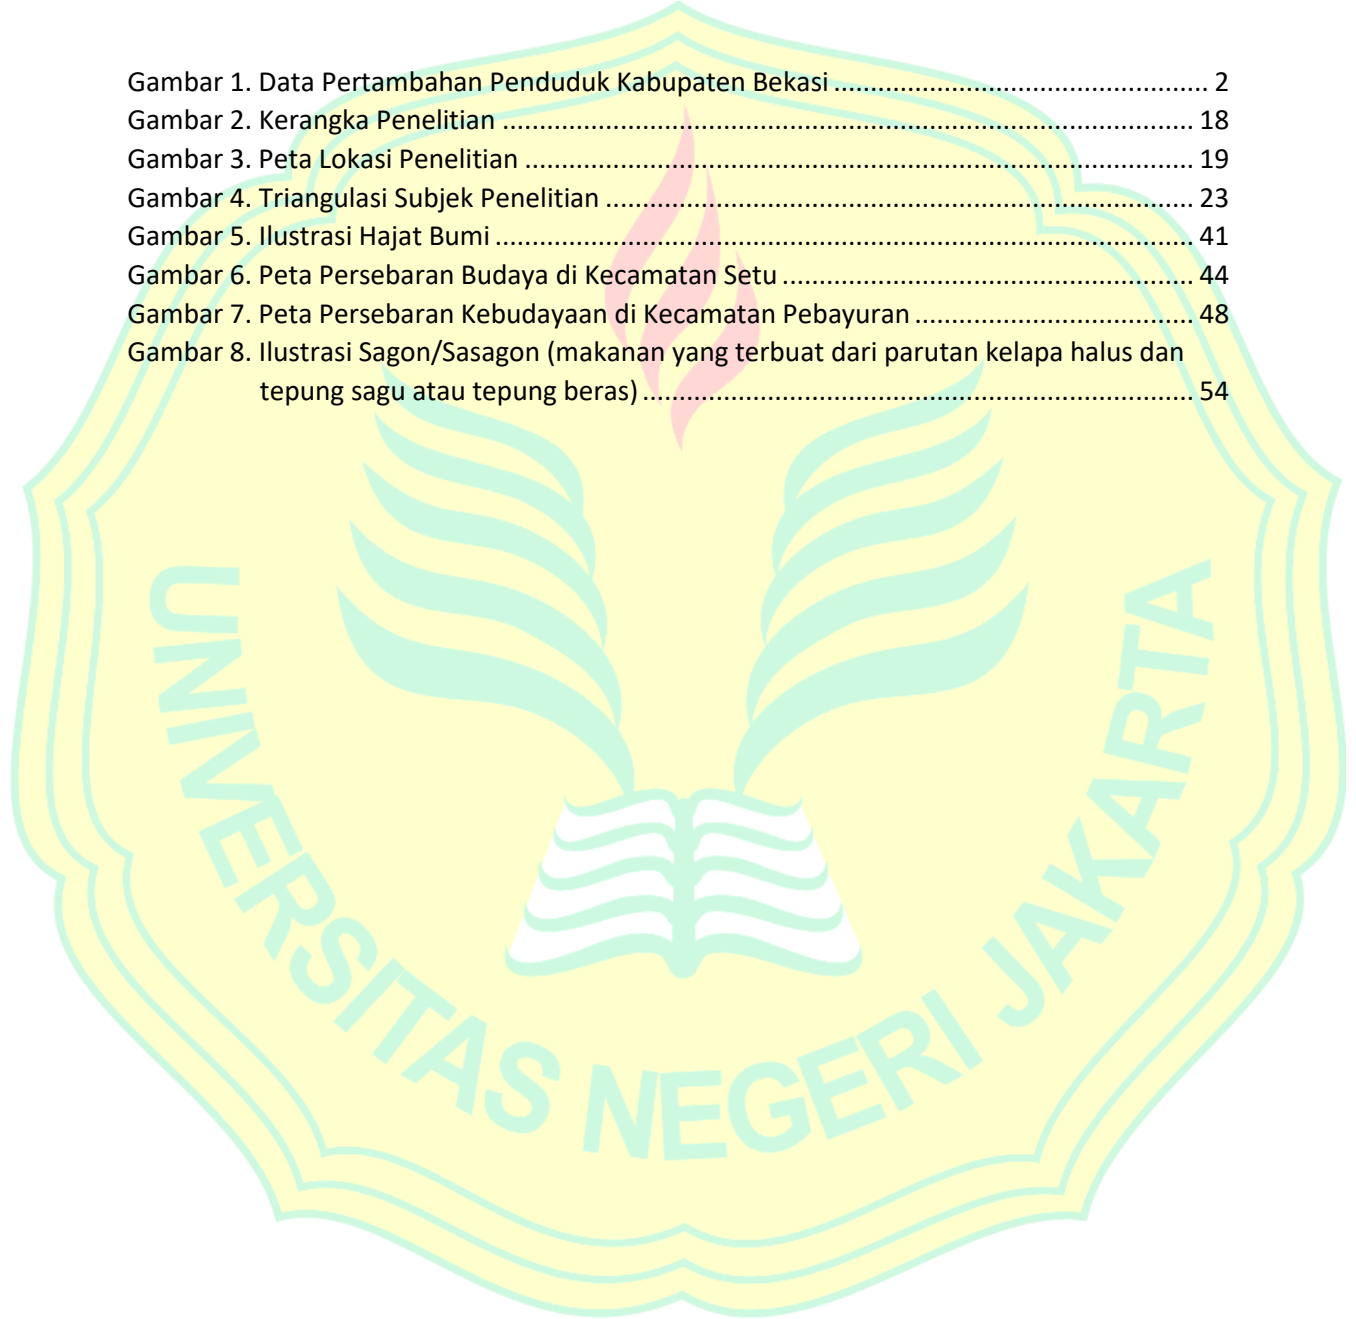 Gambar 1. Data Pertambahan Penduduk Kabupaten Bekasi .................................................. 2
Gambar 2. Kerangka Penelitian ............................................................................................. 18
Gambar 3. Peta Lokasi Penelitian .......................................................................................... 19
Gambar 4. Triangulasi Subjek Penelitian ............................................................................... 23
Gambar 5. Ilustrasi Hajat Bumi .............................................................................................. 41
Gambar 6. Peta Persebaran Budaya di Kecamatan Setu ....................................................... 44
Gambar 7. Peta Persebaran Kebudayaan di Kecamatan Pebayuran ..................................... 48
Gambar 8. Ilustrasi Sagon/Sasagon (makanan yang terbuat dari parutan kelapa halus dan
tepung sagu atau tepung beras) .......................................................................... 54
UNIVERSITAS NEGERI JAKARTA